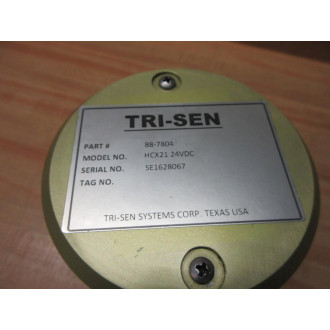 TRI-SEN
PART # 88-7804
MODEL NO. HCX21 24VDC
SERIAL NO. SE1628067
TAG NO.
TRI-SEN SYSTEMS CORP. TEXAS USA